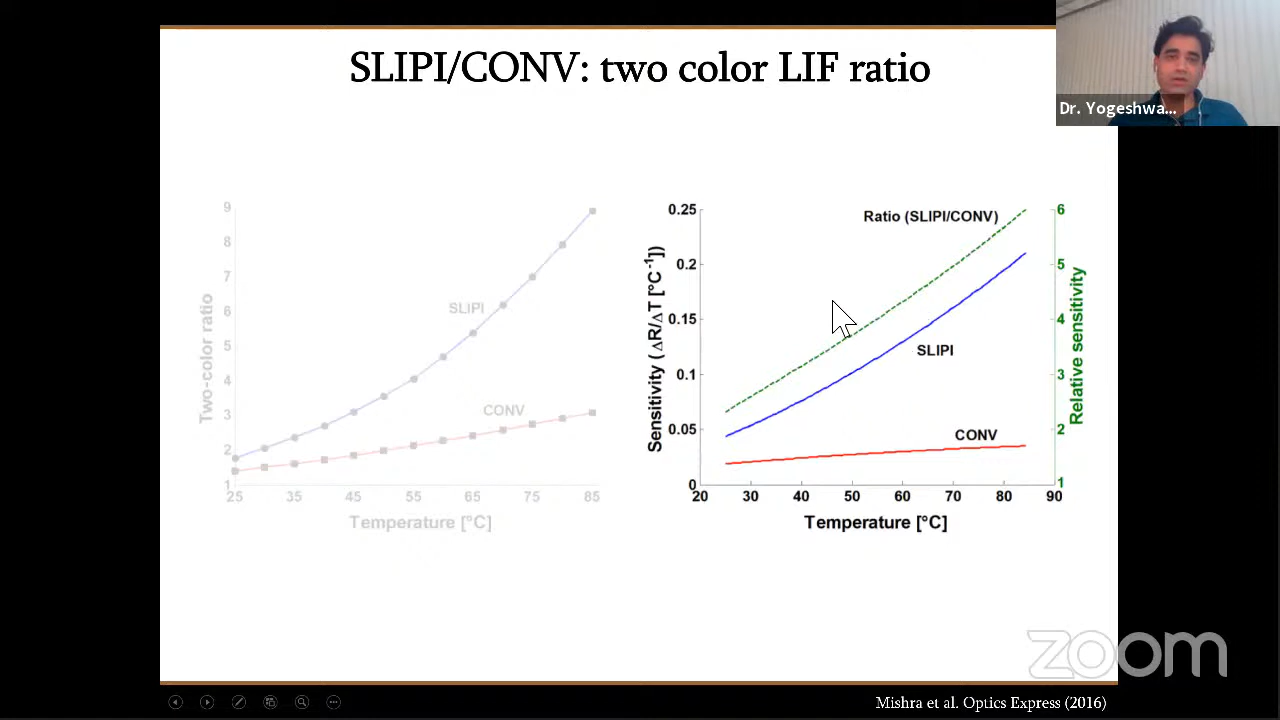 SLIPI/CONV: two color LIF ratio
Dr. Yogeshwa...
9
8
7
6
5
4
3
2
1
Two-color ratio
SLIPI
CONV
25 35 45 55 65 75 85
Temperature [°C]
0.25
0.2
0.15
0.1
0.05
0
Sensitivity (ΔR/ΔT [°C⁻¹])
Ratio (SLIPI/CONV)
SLIPI
CONV
6
5
4
3
2
1
Relative sensitivity
20 30 40 50 60 70 80 90
Temperature [°C]
zoom
Mishra et al. Optics Express (2016)